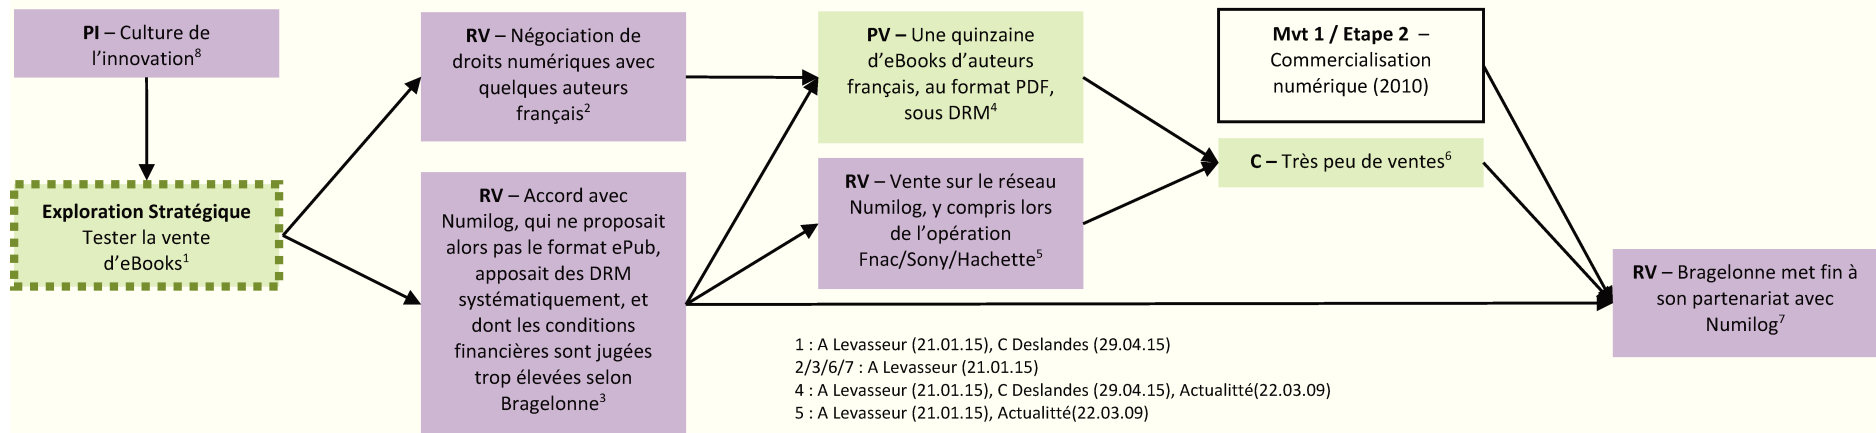 PI – Culture de
l'innovation⁸
Exploration Stratégique
Tester la vente
d'eBooks¹
RV – Négociation de
droits numériques avec
quelques auteurs
français²
RV – Accord avec
Numilog, qui ne proposait
alors pas le format ePub,
apposait des DRM
systématiquement, et
dont les conditions
financières sont jugées
trop élevées selon
Bragelonne³
PV – Une quinzaine
d'eBooks d'auteurs
français, au format PDF,
sous DRM⁴
RV – Vente sur le réseau
Numilog, y compris lors
de l'opération
Fnac/Sony/Hachette⁵
Mvt 1 / Etape 2 –
Commercialisation
numérique (2010)
C – Très peu de ventes⁶
RV – Bragelonne met fin à
son partenariat avec
Numilog⁷
1 : A Levasseur (21.01.15), C Deslandes (29.04.15)
2/3/6/7 : A Levasseur (21.01.15)
4 : A Levasseur (21.01.15), C Deslandes (29.04.15), Actualitté(22.03.09)
5 : A Levasseur (21.01.15), Actualitté(22.03.09)